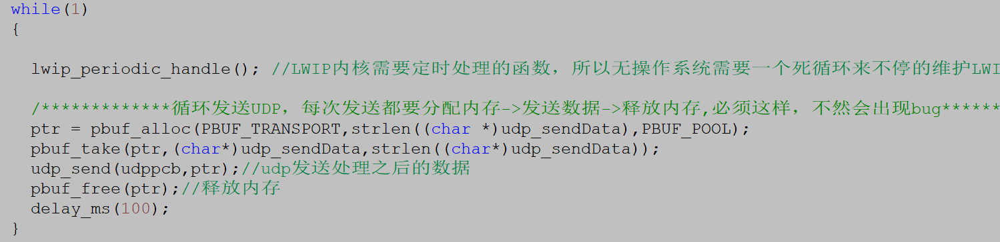 while(1)
{
lwip_periodic_handle(); //LWIP内核需要定时处理的函数，所以无操作系统需要一个死循环来不停的维护LWI
/*************循环发送UDP，每次发送都要分配内存->发送数据->释放内存,必须这样，不然会出现bug******
ptr = pbuf_alloc(PBUF_TRANSPORT,strlen((char *)udp_sendData),PBUF_POOL);
pbuf_take(ptr,(char*)udp_sendData,strlen((char*)udp_sendData));
udp_send(udppcb,ptr);//udp发送处理之后的数据
pbuf_free(ptr);//释放内存
delay_ms(100);
}